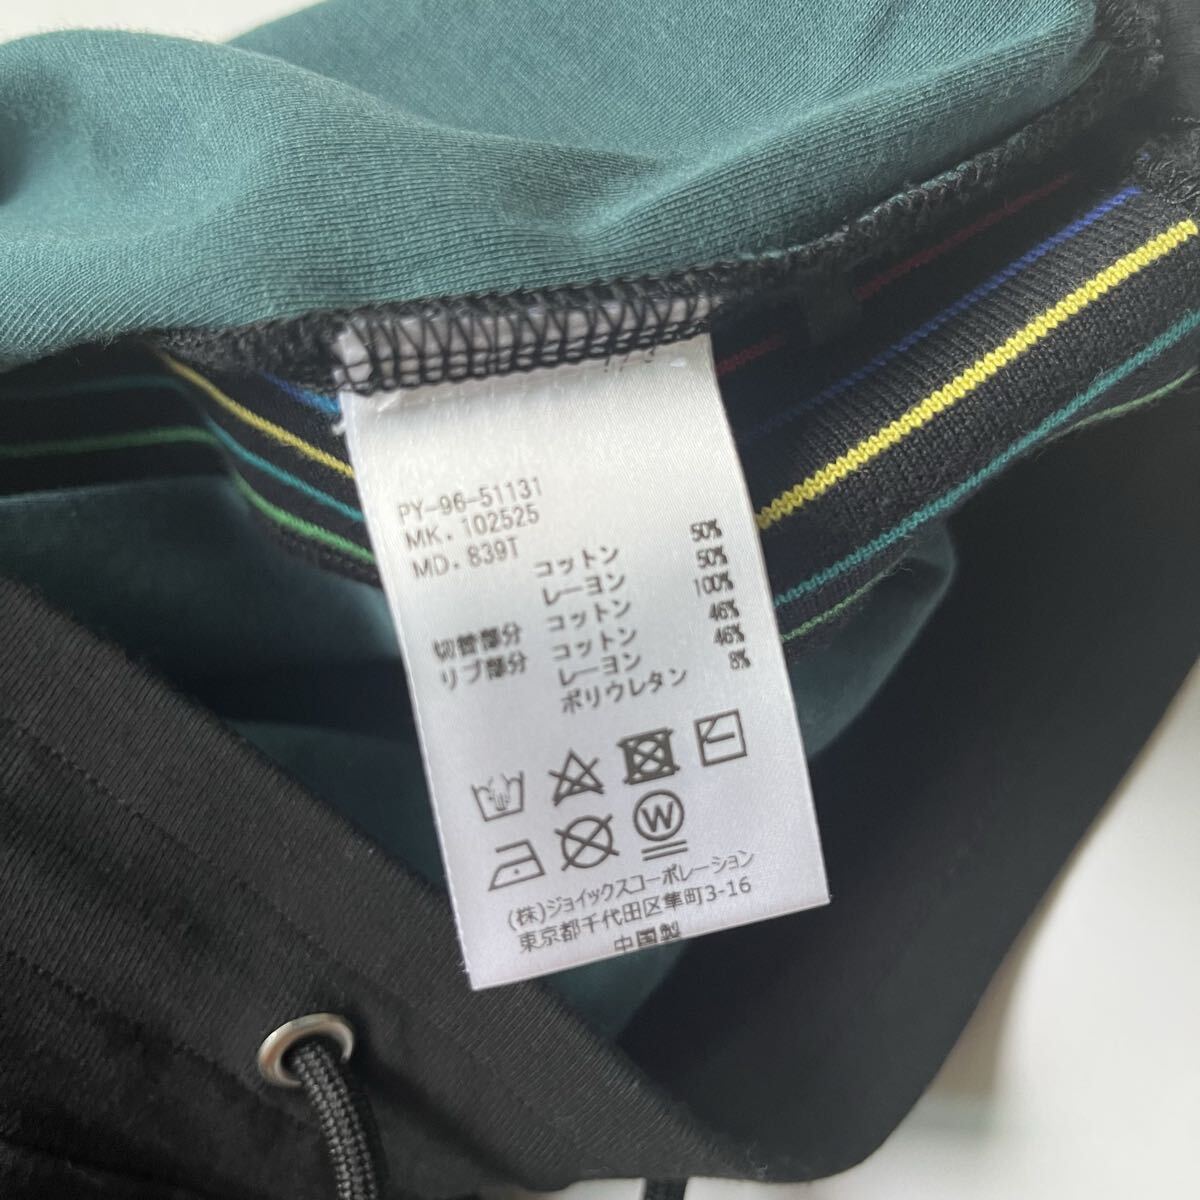 PY-96-51131
MK. 102525
MD. 839T
コットン 50%
レーヨン 50%
切替部分 コットン 100%
リブ部分 コットン 46%
レーヨン 46%
ポリウレタン 8%
W
(株)ジョイックスコーポレーション
東京都千代田区隼町3-16
中国製